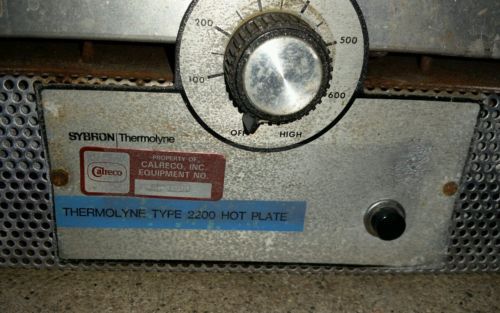 200
500
100
600
OFF HIGH
SYBRON Thermolyne
PROPERTY OF
CALRECO, INC.
EQUIPMENT NO.
Calreco
THERMOLYNE TYPE 2200 HOT PLATE